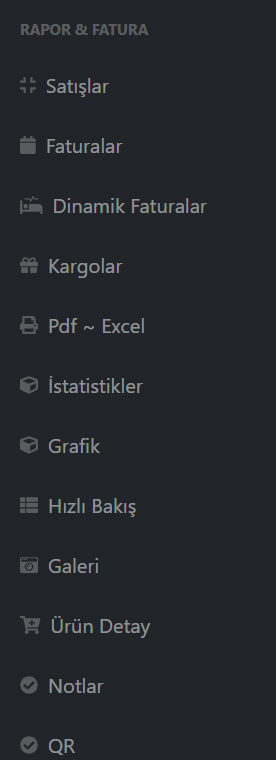 RAPOR & FATURA
Satışlar
Faturalar
Dinamik Faturalar
Kargolar
Pdf ~ Excel
İstatistikler
Grafik
Hızlı Bakış
Galeri
Ürün Detay
Notlar
QR